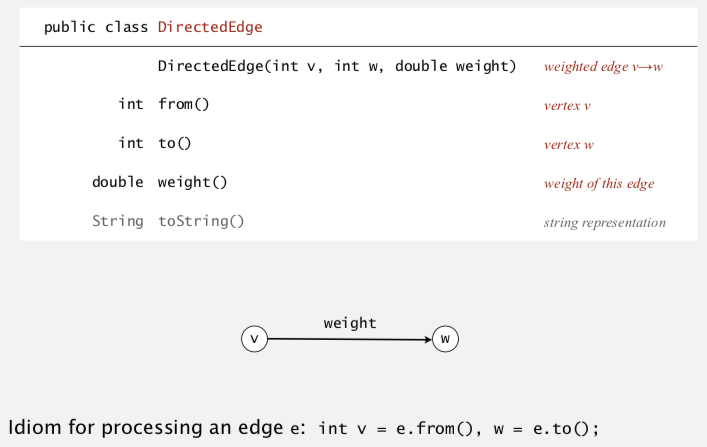 public class DirectedEdge
DirectedEdge(int v, int w, double weight) weighted edge v→w
int from() vertex v
int to() vertex w
double weight() weight of this edge
String toString() string representation
weight
v w
Idiom for processing an edge e: int v = e.from(), w = e.to();